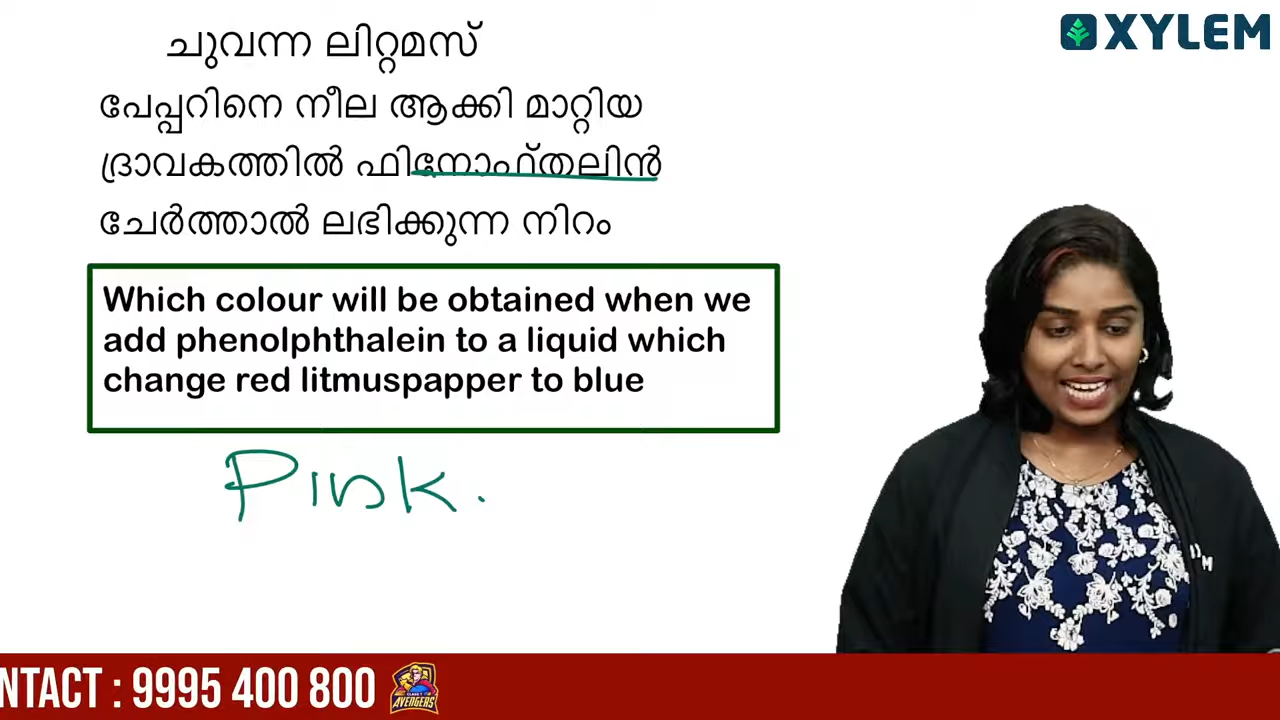 ചുവന്ന ലിറ്റമസ്
XYLEM
പേപ്പറിനെ നീല ആക്കി മാറ്റിയ
ദ്രാവകത്തിൽ ഫിനോഫ്തലിൻ
ചേർത്താൽ ലഭിക്കുന്ന നിറം
Which colour will be obtained when we
add phenolphthalein to a liquid which
change red litmuspapper to blue
Pink.
NTACT : 9995 400 800
AVENGERS